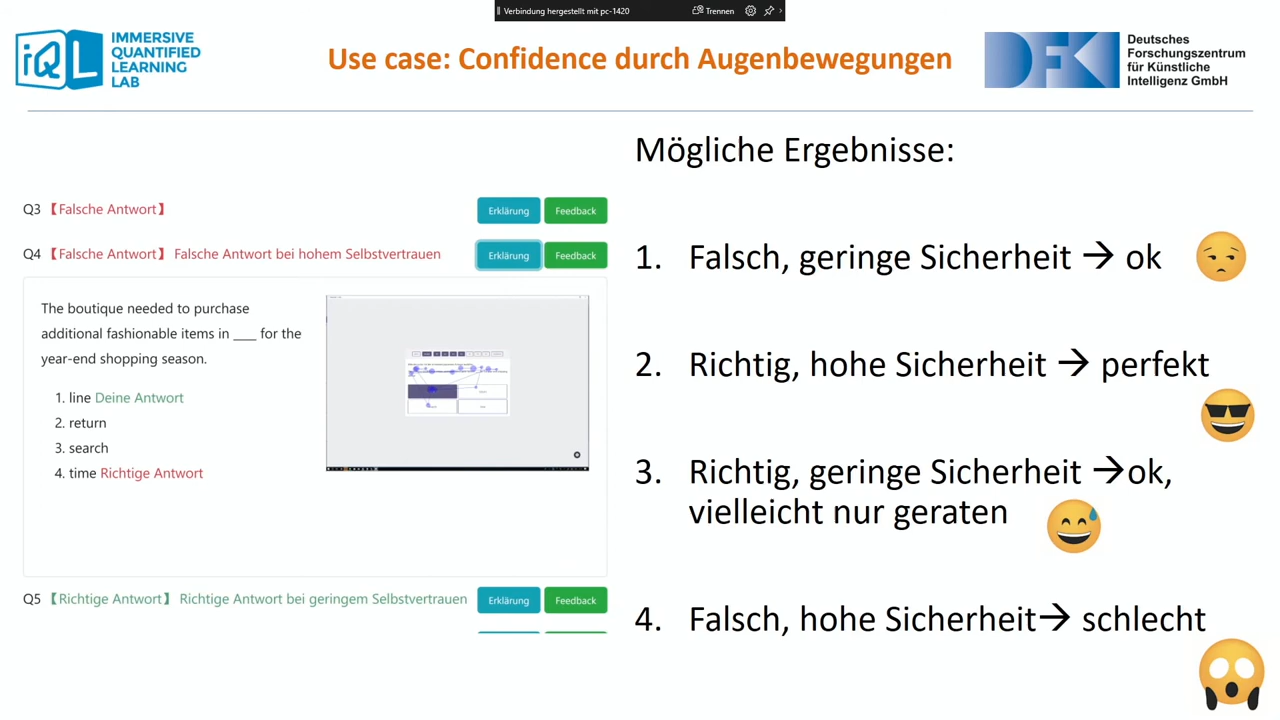 Verbindung hergestellt mit pc-1420
Trennen
iQL
IMMERSIVE
QUANTIFIED
LEARNING
LAB
Use case: Confidence durch Augenbewegungen
DFKI
Deutsches
Forschungszentrum
für Künstliche
Intelligenz GmbH
Q3 【Falsche Antwort】
Erklärung
Feedback
Q4 【Falsche Antwort】 Falsche Antwort bei hohem Selbstvertrauen
Erklärung
Feedback
The boutique needed to purchase
additional fashionable items in ____ for the
year-end shopping season.
1. line Deine Antwort
2. return
3. search
4. time Richtige Antwort
Q5 【Richtige Antwort】 Richtige Antwort bei geringem Selbstvertrauen
Erklärung
Feedback
Mögliche Ergebnisse:
1. Falsch, geringe Sicherheit → ok
2. Richtig, hohe Sicherheit → perfekt
3. Richtig, geringe Sicherheit →ok,
vielleicht nur geraten
4. Falsch, hohe Sicherheit→ schlecht